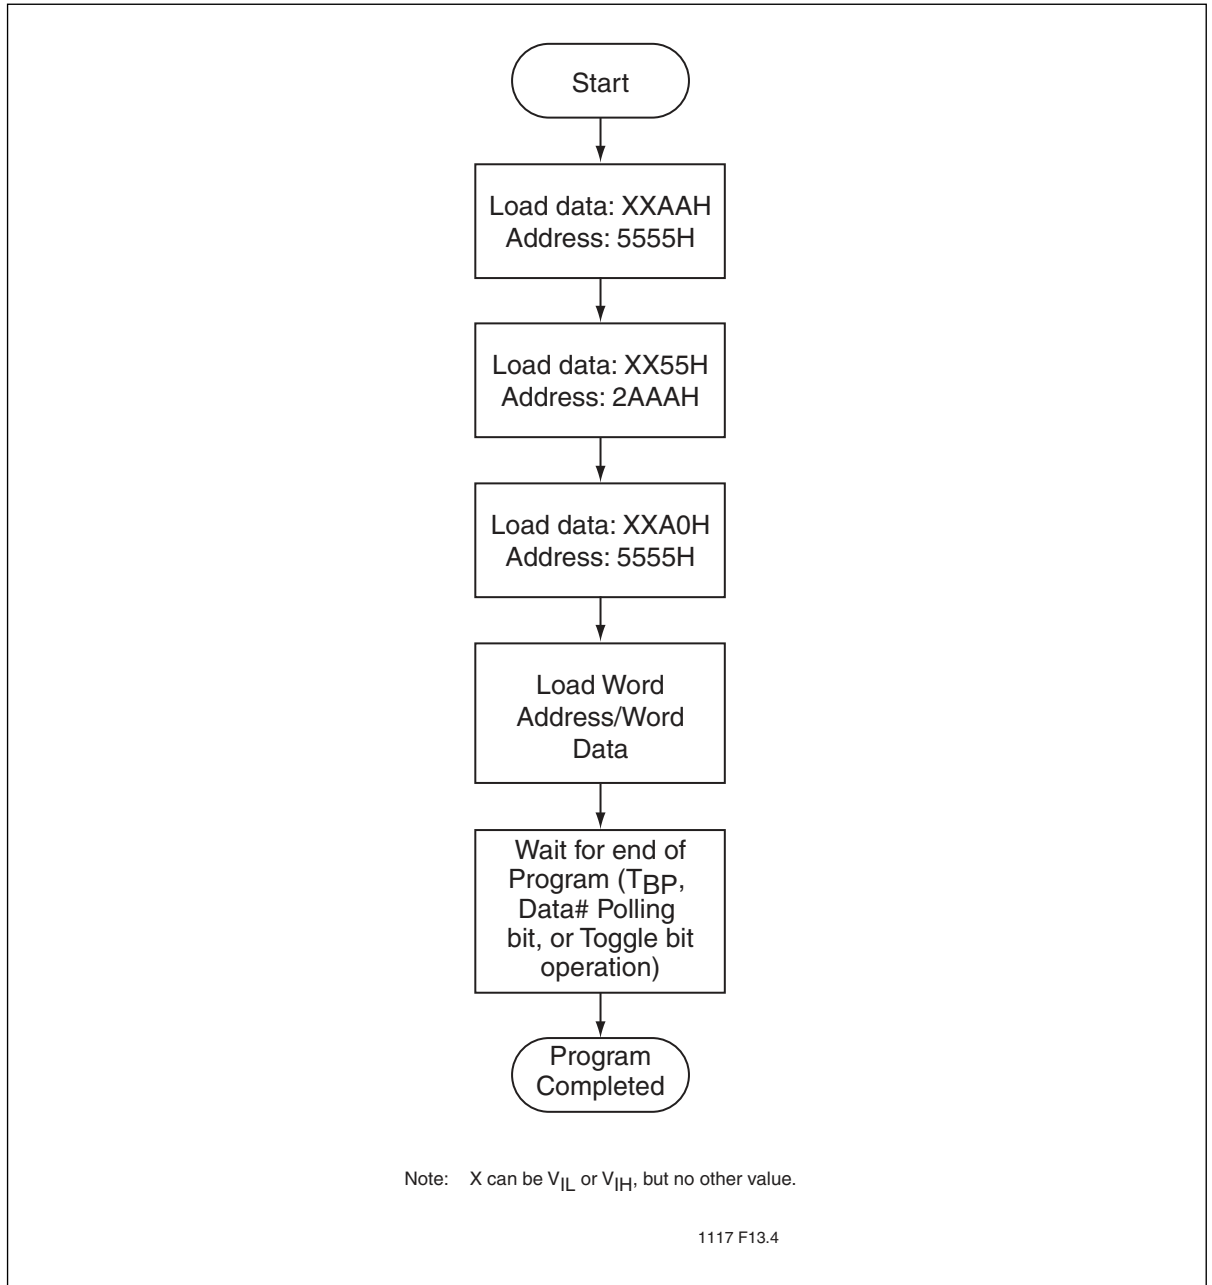 Start
Load data: XXAAH
Address: 5555H
Load data: XX55H
Address: 2AAAH
Load data: XXA0H
Address: 5555H
Load Word
Address/Word
Data
Wait for end of
Program (TBP,
Data# Polling
bit, or Toggle bit
operation)
Program
Completed
Note: X can be VIL or VIH, but no other value.
1117 F13.4